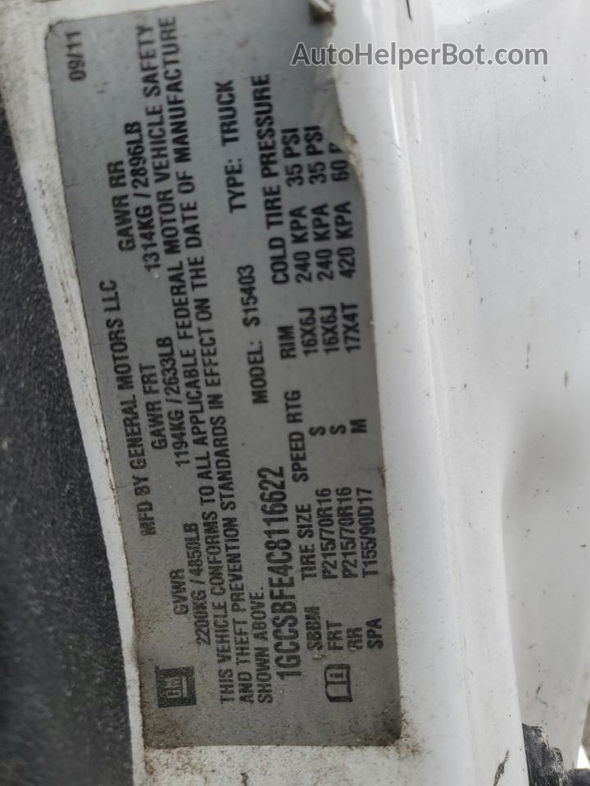 AutoHelperBot.com
09/11
MFD BY GENERAL MOTORS LLC
GVWR GAWR FRT GAWR RR
2200KG / 4850LB 1194KG / 2633LB 1314KG / 2896LB
THIS VEHICLE CONFORMS TO ALL APPLICABLE FEDERAL MOTOR VEHICLE SAFETY
AND THEFT PREVENTION STANDARDS IN EFFECT ON THE DATE OF MANUFACTURE
SHOWN ABOVE.
1GCCSBFE4C8116622 MODEL: S15403 TYPE: TRUCK
SBBM TIRE SIZE SPEED RTG RIM COLD TIRE PRESSURE
FRT P215/70R16 S 16X6J 240 KPA 35 PSI
RR P215/70R16 S 16X6J 240 KPA 35 PSI
SPA T155/90D17 M 17X4T 420 KPA 60 P
GM